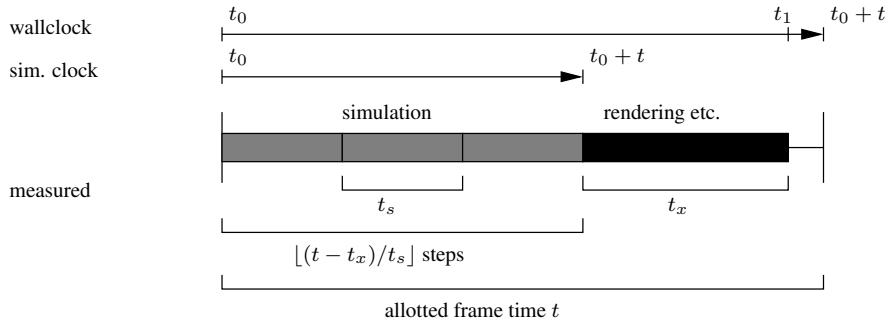 wallclock t₀ t₁ t₀ + t
sim. clock t₀ t₀ + t
simulation rendering etc.
measured
tₛ tₓ
⌊(t − tₓ)/tₛ⌋ steps
allotted frame time t